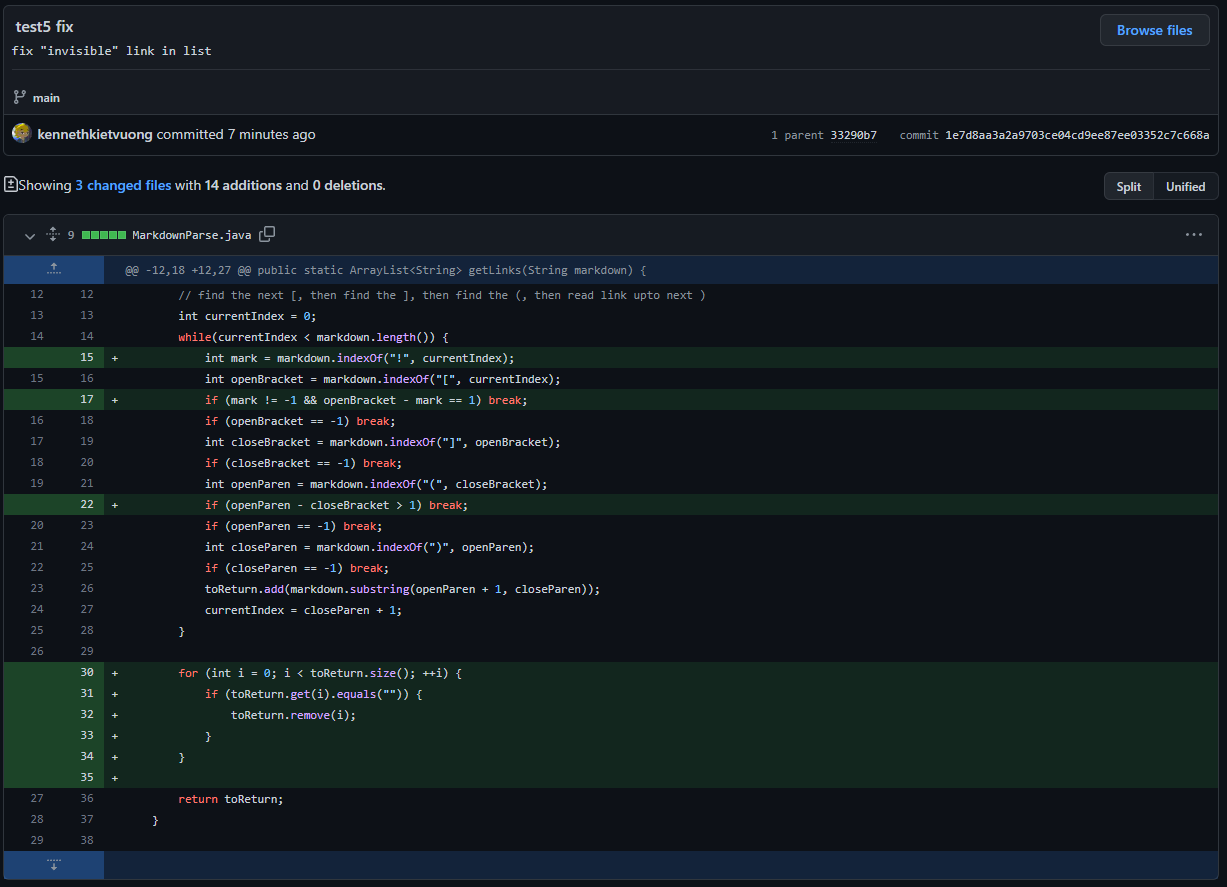 test5 fix
Browse files
fix "invisible" link in list
main
kennethkietvuong committed 7 minutes ago
1 parent 33290b7 commit 1e7d8aa3a2a9703ce04cd9ee87ee03352c7c668a
Showing 3 changed files with 14 additions and 0 deletions.
Split Unified
9 MarkdownParse.java
@@ -12,18 +12,27 @@ public static ArrayList<String> getLinks(String markdown) {
12 12 // find the next [, then find the ], then find the (, then read link upto next )
13 13 int currentIndex = 0;
14 14 while(currentIndex < markdown.length()) {
15 + int mark = markdown.indexOf("!", currentIndex);
15 16 int openBracket = markdown.indexOf("[", currentIndex);
17 + if (mark != -1 && openBracket - mark == 1) break;
16 18 if (openBracket == -1) break;
17 19 int closeBracket = markdown.indexOf("]", openBracket);
18 20 if (closeBracket == -1) break;
19 21 int openParen = markdown.indexOf("(", closeBracket);
22 + if (openParen - closeBracket > 1) break;
20 23 if (openParen == -1) break;
21 24 int closeParen = markdown.indexOf(")", openParen);
22 25 if (closeParen == -1) break;
23 26 toReturn.add(markdown.substring(openParen + 1, closeParen));
24 27 currentIndex = closeParen + 1;
25 28 }
26 29
30 + for (int i = 0; i < toReturn.size(); ++i) {
31 + if (toReturn.get(i).equals("")) {
32 + toReturn.remove(i);
33 + }
34 + }
35 +
27 36 return toReturn;
28 37 }
29 38